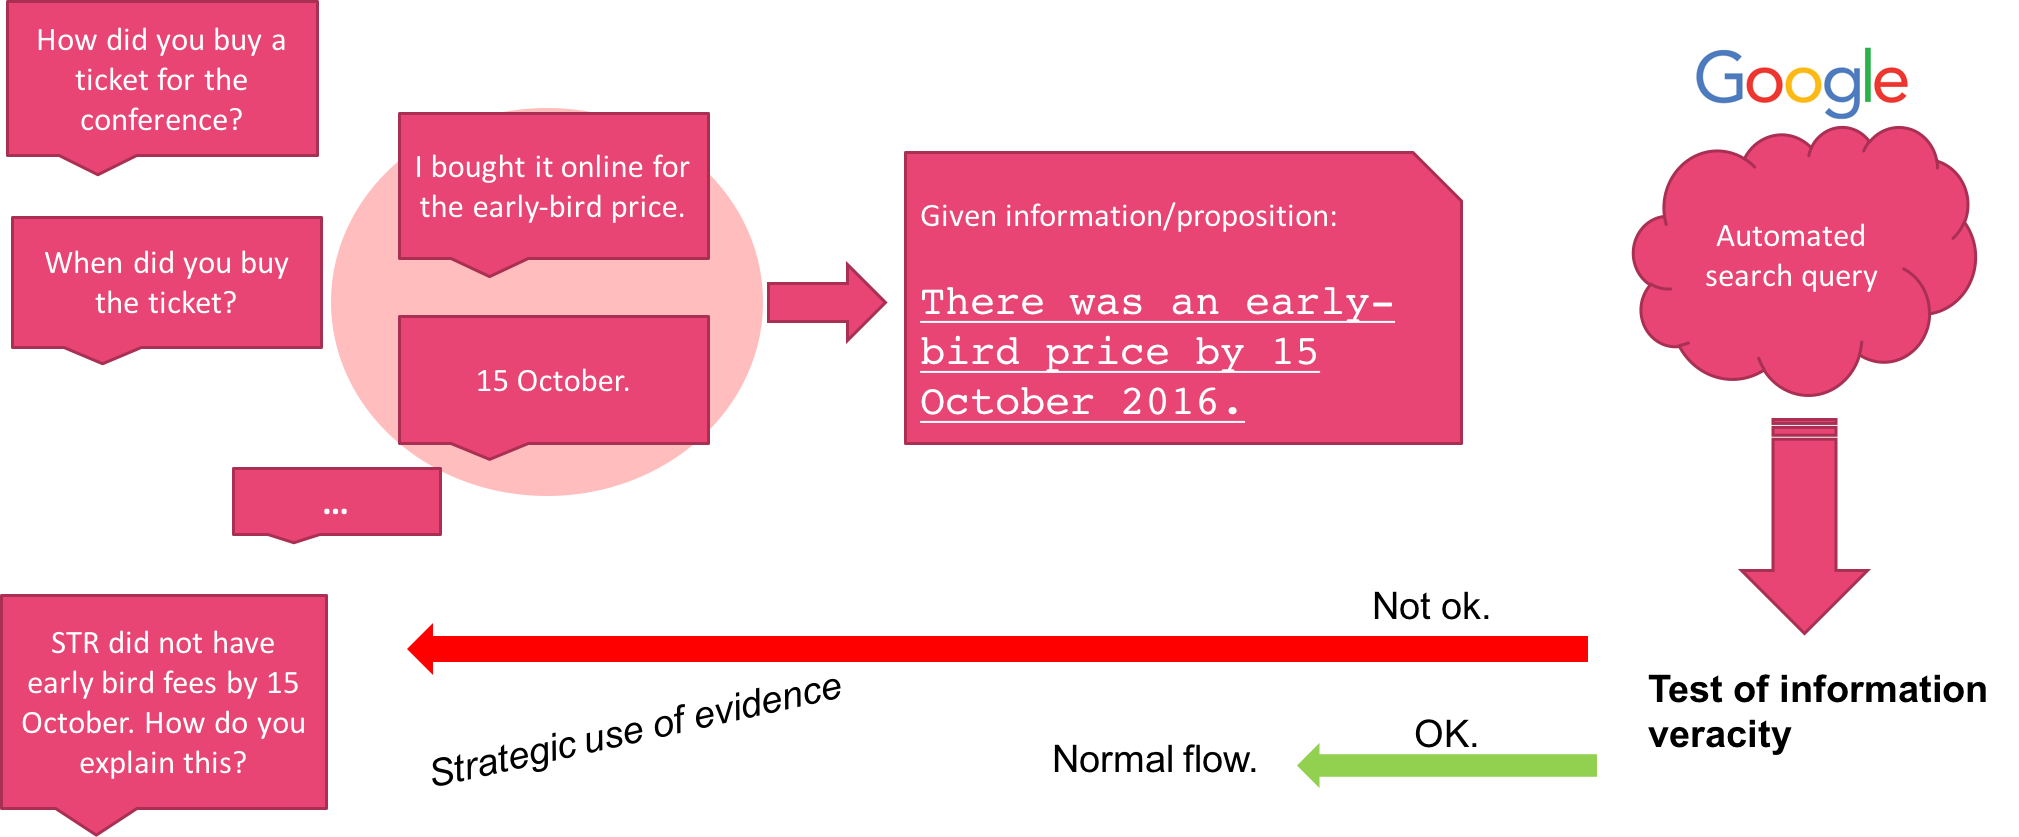 How did you buy a
ticket for the
conference?
When did you buy
the ticket?
I bought it online for
the early-bird price.
15 October.
...
Given information/proposition:
There was an early-
bird price by 15
October 2016.
Google
Automated
search query
Test of information
veracity
Not ok.
Strategic use of evidence
OK.
Normal flow.
STR did not have
early bird fees by 15
October. How do you
explain this?